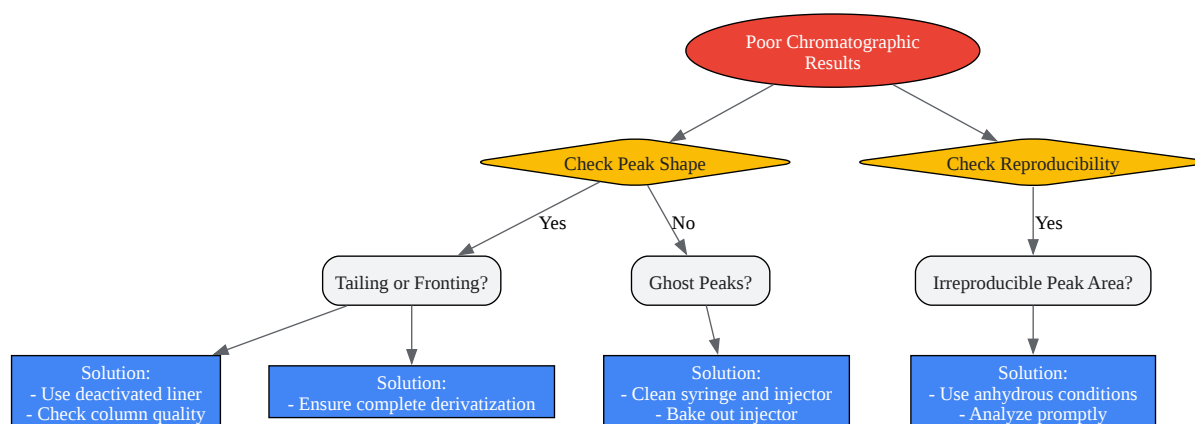 Poor Chromatographic
Results
Check Peak Shape
Check Reproducibility
Yes
No
Yes
Tailing or Fronting?
Ghost Peaks?
Irreproducible Peak Area?
Solution:
- Use deactivated liner
- Check column quality
Solution:
- Ensure complete derivatization
Solution:
- Clean syringe and injector
- Bake out injector
Solution:
- Use anhydrous conditions
- Analyze promptly